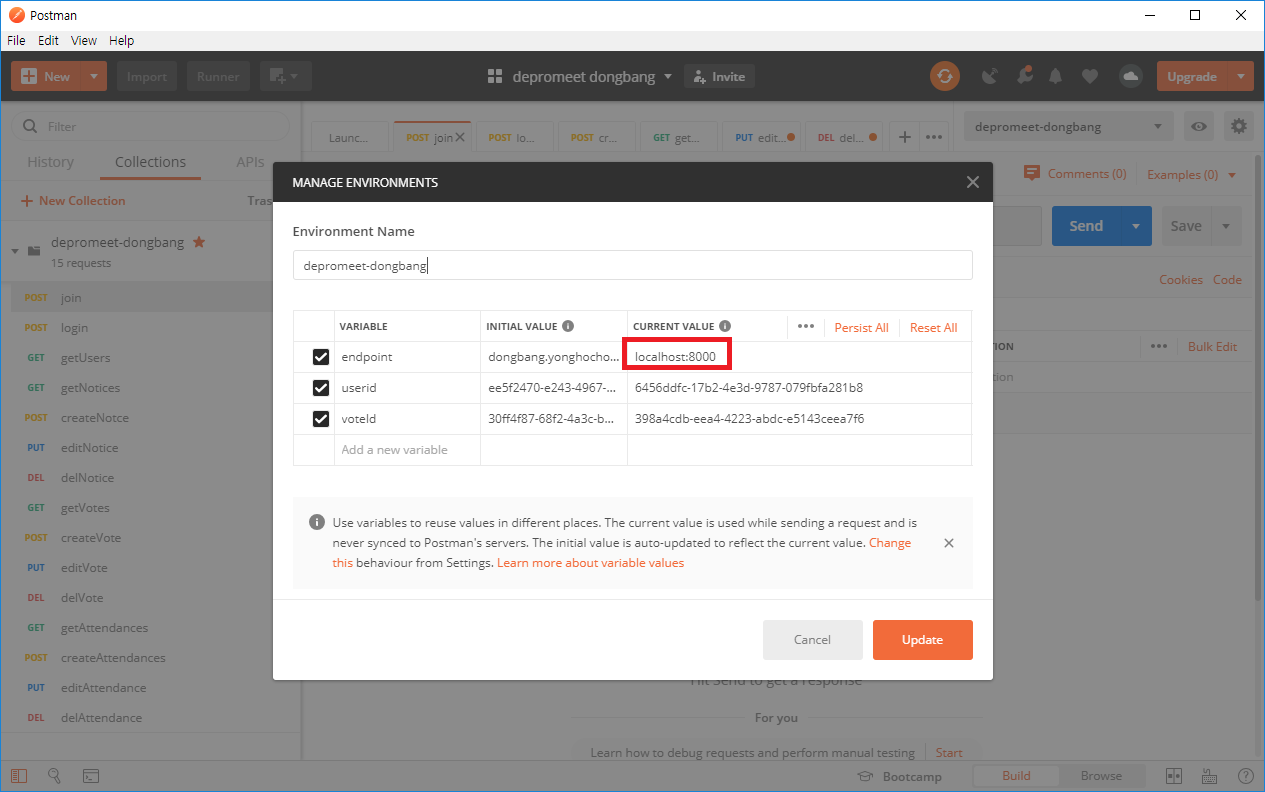 Postman
File Edit View Help
New Import Runner depromeet dongbang Invite Upgrade
Filter
Launc... POST join POST lo... POST cr... GET get... PUT edit... DEL del... depromeet-dongbang
History Collections APIs
New Collection Tras
Comments (0) Examples (0)
Send Save
Cookies Code
depromeet-dongbang
15 requests
POST join
POST login
GET getUsers
GET getNotices
POST createNotce
PUT editNotice
DEL delNotice
GET getVotes
POST createVote
PUT editVote
DEL delVote
GET getAttendances
POST createAttendances
PUT editAttendance
DEL delAttendance
MANAGE ENVIRONMENTS
Environment Name
depromeet-dongbang
VARIABLE INITIAL VALUE CURRENT VALUE Persist All Reset All
endpoint dongbang.yonghocho... localhost:8000
userid ee5f2470-e243-4967-... 6456ddfc-17b2-4e3d-9787-079fbfa281b8
voteId 30ff4f87-68f2-4a3c-b... 398a4cdb-eea4-4223-abdc-e5143ceea7f6
Add a new variable
Use variables to reuse values in different places. The current value is used while sending a request and is
never synced to Postman's servers. The initial value is auto-updated to reflect the current value. Change
this behaviour from Settings. Learn more about variable values
Cancel Update
TION Bulk Edit
tion
Hit Send to get a response
For you
Learn how to debug requests and perform manual testing Start
Bootcamp Build Browse